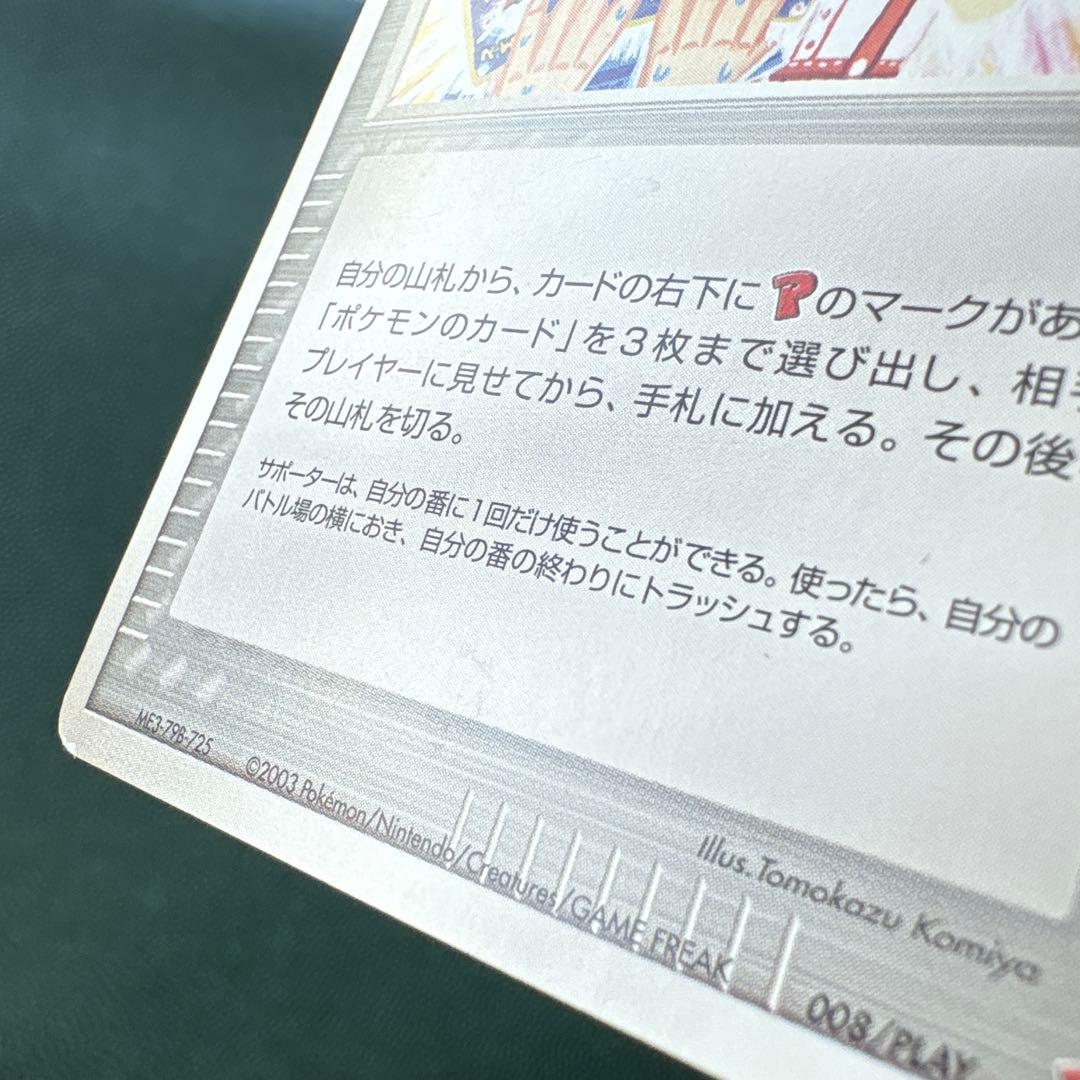 自分の山札から、カードの右下に?のマークがあ
「ポケモンのカード」を3枚まで選び出し、相手
プレイヤーに見せてから、手札に加える。その後
その山札を切る。
サポーターは、自分の番に1回だけ使うことができる。使ったら、自分の
バトル場の横におき、自分の番の終わりにトラッシュする。
ME3-79B-725
©2003 Pokémon/Nintendo/Creatures/GAME FREAK
Illus.Tomokazu Komiya
008/PLAY